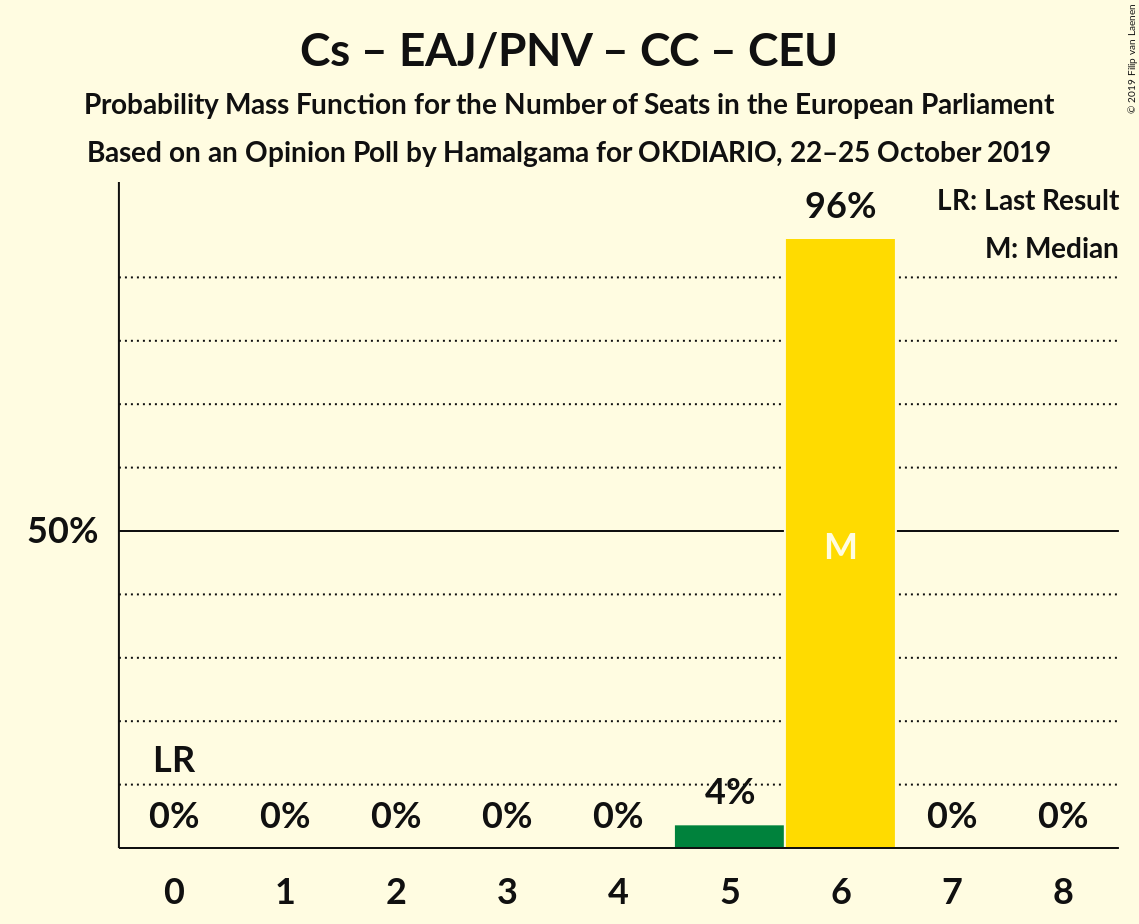 Cs – EAJ/PNV – CC – CEU
Probability Mass Function for the Number of Seats in the European Parliament
Based on an Opinion Poll by Hamalgama for OKDIARIO, 22–25 October 2019
© 2019 Filip van Laenen
LR: Last Result
M: Median
96%
50%
M
LR
0% 0% 0% 0% 0% 4% 0% 0%
0 1 2 3 4 5 6 7 8